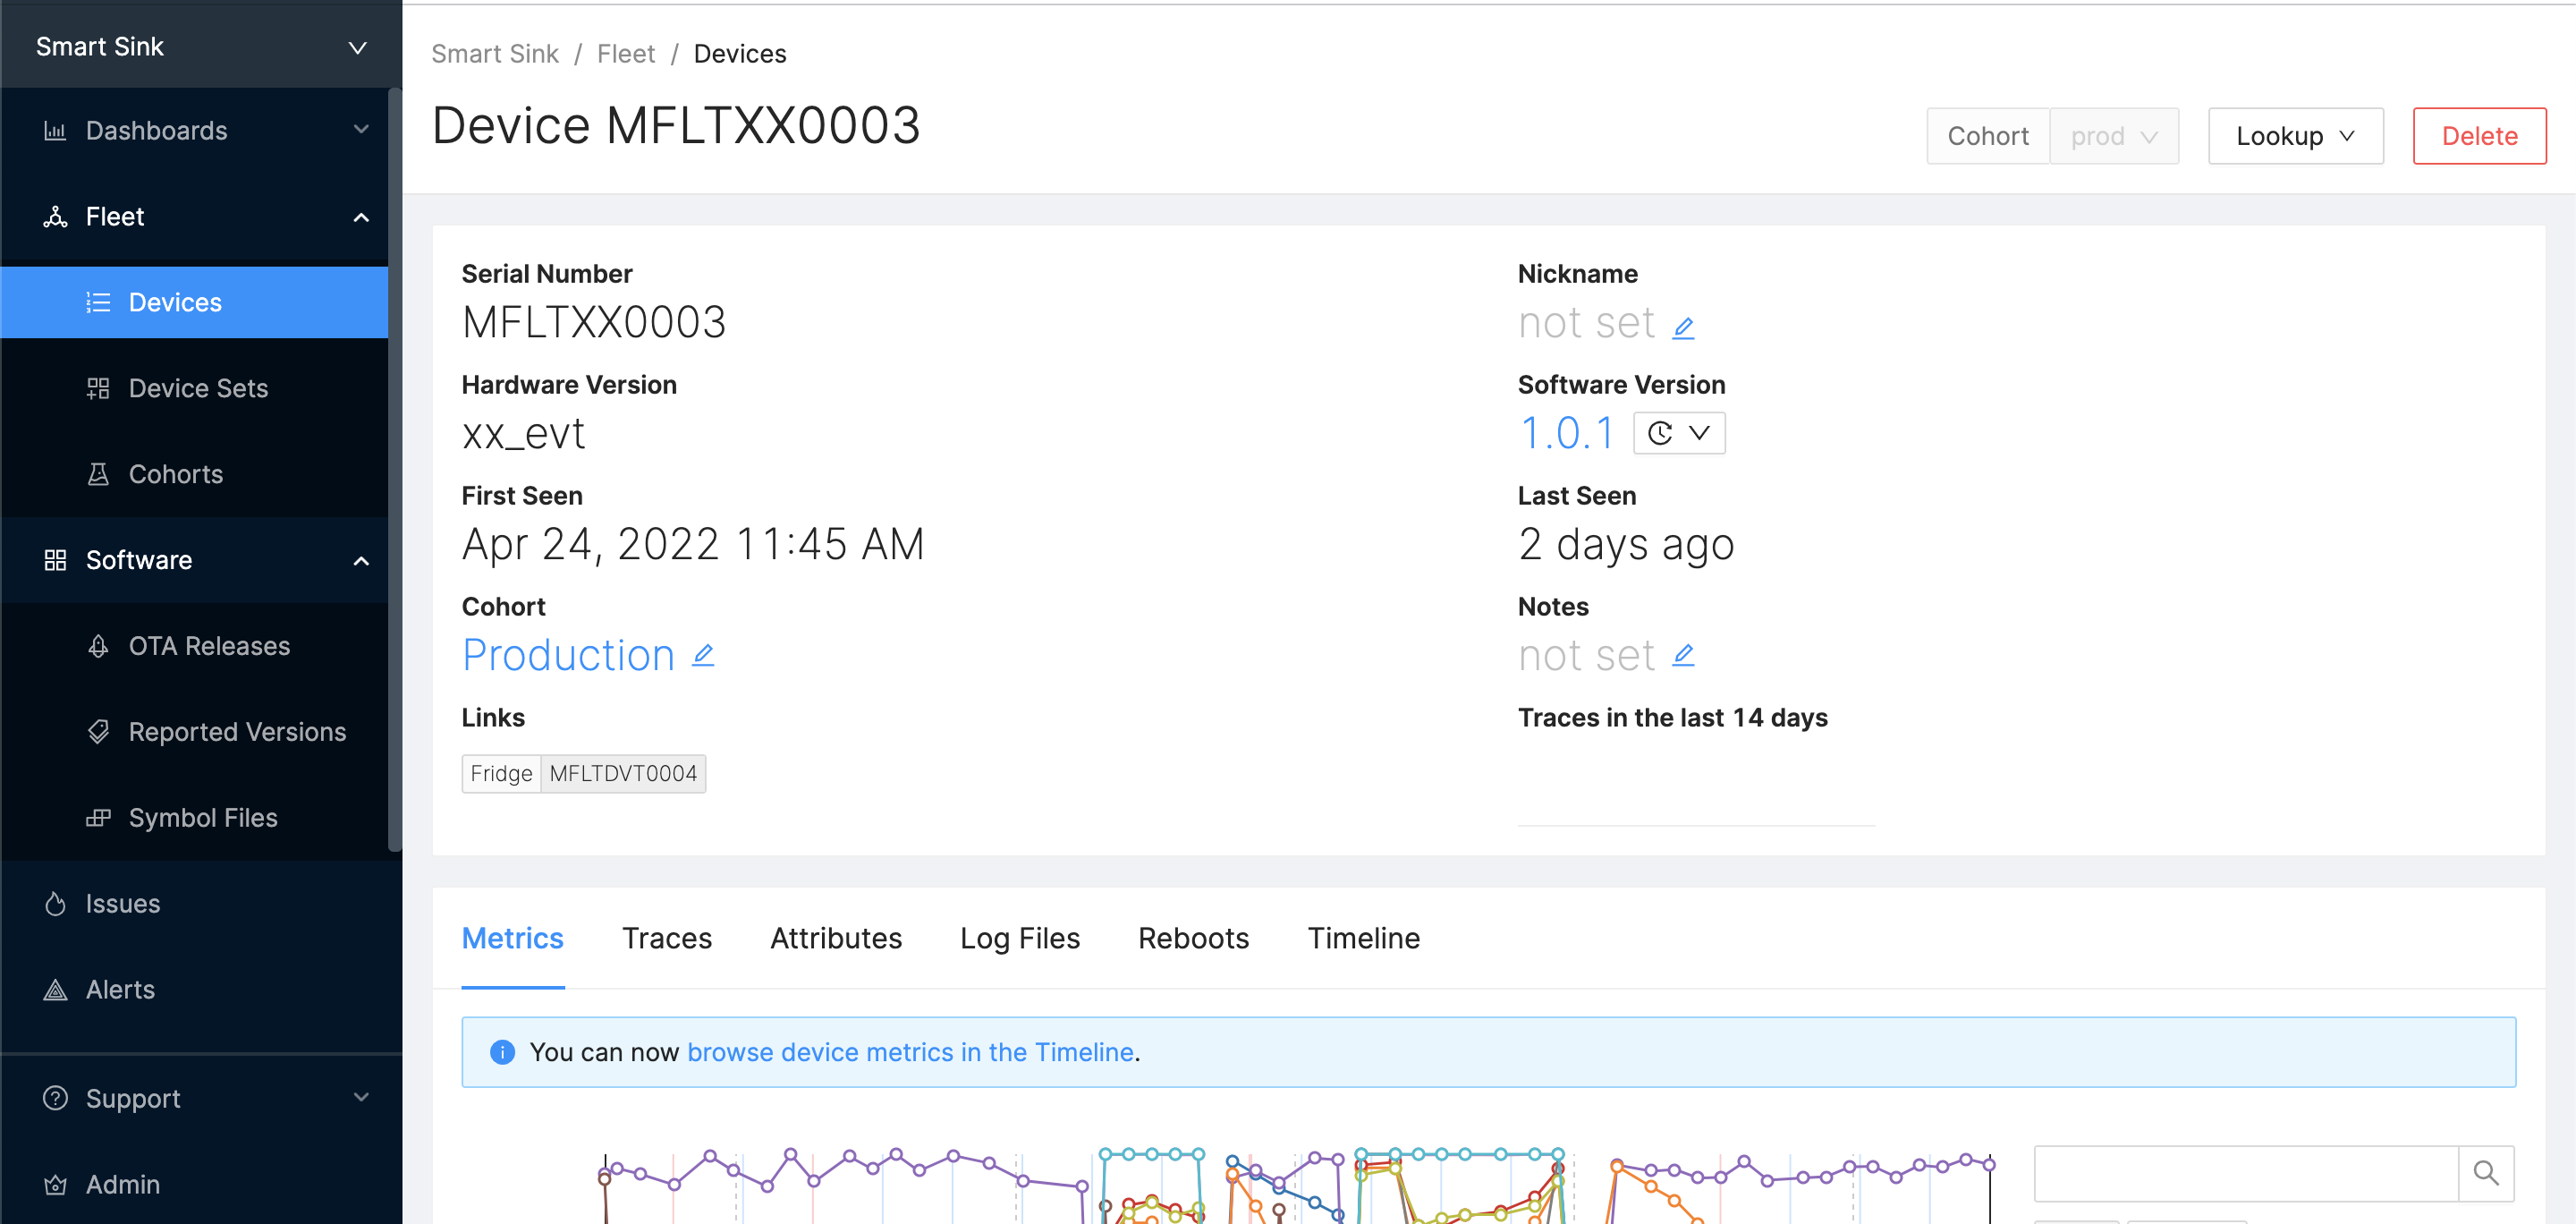 Smart Sink
Dashboards
Fleet
Devices
Device Sets
Cohorts
Software
OTA Releases
Reported Versions
Symbol Files
Issues
Alerts
Support
Admin
Smart Sink / Fleet / Devices
Device MFLTXX0003
Cohort prod
Lookup
Delete
Serial Number
MFLTXX0003
Hardware Version
xx_evt
First Seen
Apr 24, 2022 11:45 AM
Cohort
Production
Links
Fridge MFLTDVT0004
Nickname
not set
Software Version
1.0.1
Last Seen
2 days ago
Notes
not set
Traces in the last 14 days
Metrics Traces Attributes Log Files Reboots Timeline
You can now browse device metrics in the Timeline.